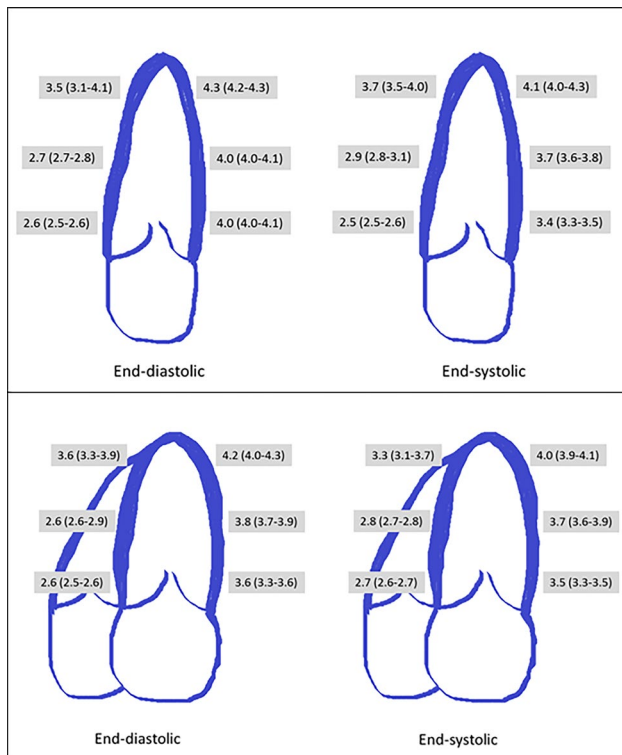 3.5 (3.1-4.1) 4.3 (4.2-4.3) 3.7 (3.5-4.0) 4.1 (4.0-4.3)
2.7 (2.7-2.8) 4.0 (4.0-4.1) 2.9 (2.8-3.1) 3.7 (3.6-3.8)
2.6 (2.5-2.6) 4.0 (4.0-4.1) 2.5 (2.5-2.6) 3.4 (3.3-3.5)
End-diastolic End-systolic
3.6 (3.3-3.9) 4.2 (4.0-4.3) 3.3 (3.1-3.7) 4.0 (3.9-4.1)
2.6 (2.6-2.9) 3.8 (3.7-3.9) 2.8 (2.7-2.8) 3.7 (3.6-3.9)
2.6 (2.5-2.6) 3.6 (3.3-3.6) 2.7 (2.6-2.7) 3.5 (3.3-3.5)
End-diastolic End-systolic